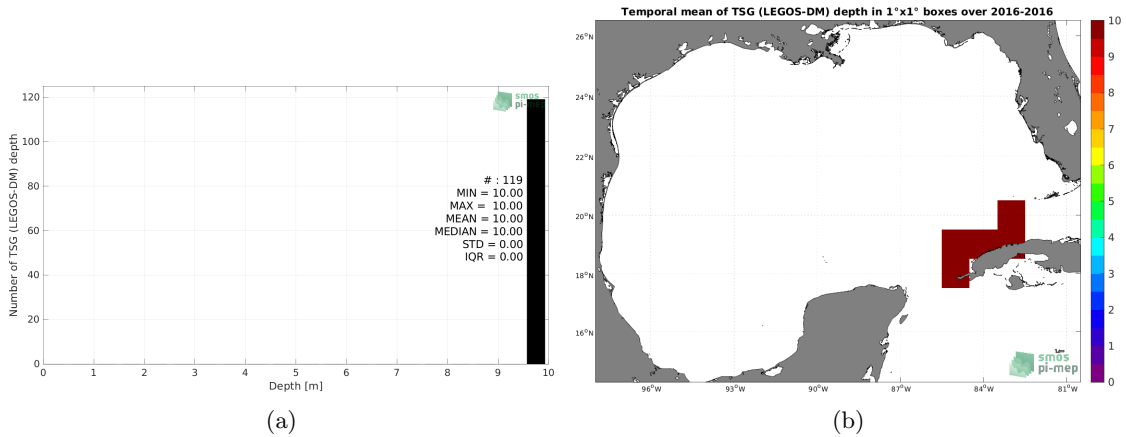 Number of TSG (LEGOS-DM) depth
120
100
80
60
40
20
0
smos
pi-mep
# : 119
MIN = 10.00
MAX = 10.00
MEAN = 10.00
MEDIAN = 10.00
STD = 0.00
IQR = 0.00
0 1 2 3 4 5 6 7 8 9 10
Depth [m]
(a)
Temporal mean of TSG (LEGOS-DM) depth in 1°x1° boxes over 2016-2016
26°N
24°N
22°N
20°N
18°N
16°N
96°W 93°W 90°W 87°W 84°W 81°W
smos
pi-mep
10
9
8
7
6
5
4
3
2
1
0
(b)